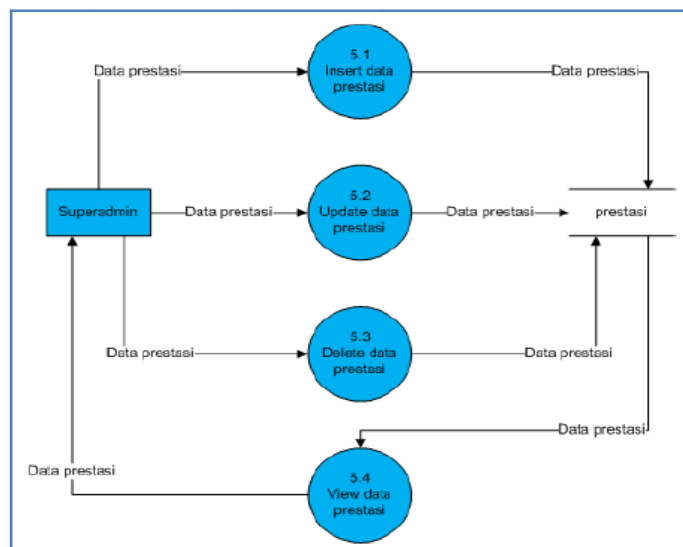 5.1
Insert data
prestasi
Data prestasi
Data prestasi
Superadmin
Data prestasi
5.2
Update data
prestasi
Data prestasi
prestasi
Data prestasi
5.3
Delete data
prestasi
Data prestasi
Data prestasi
Data prestasi
5.4
View data
prestasi